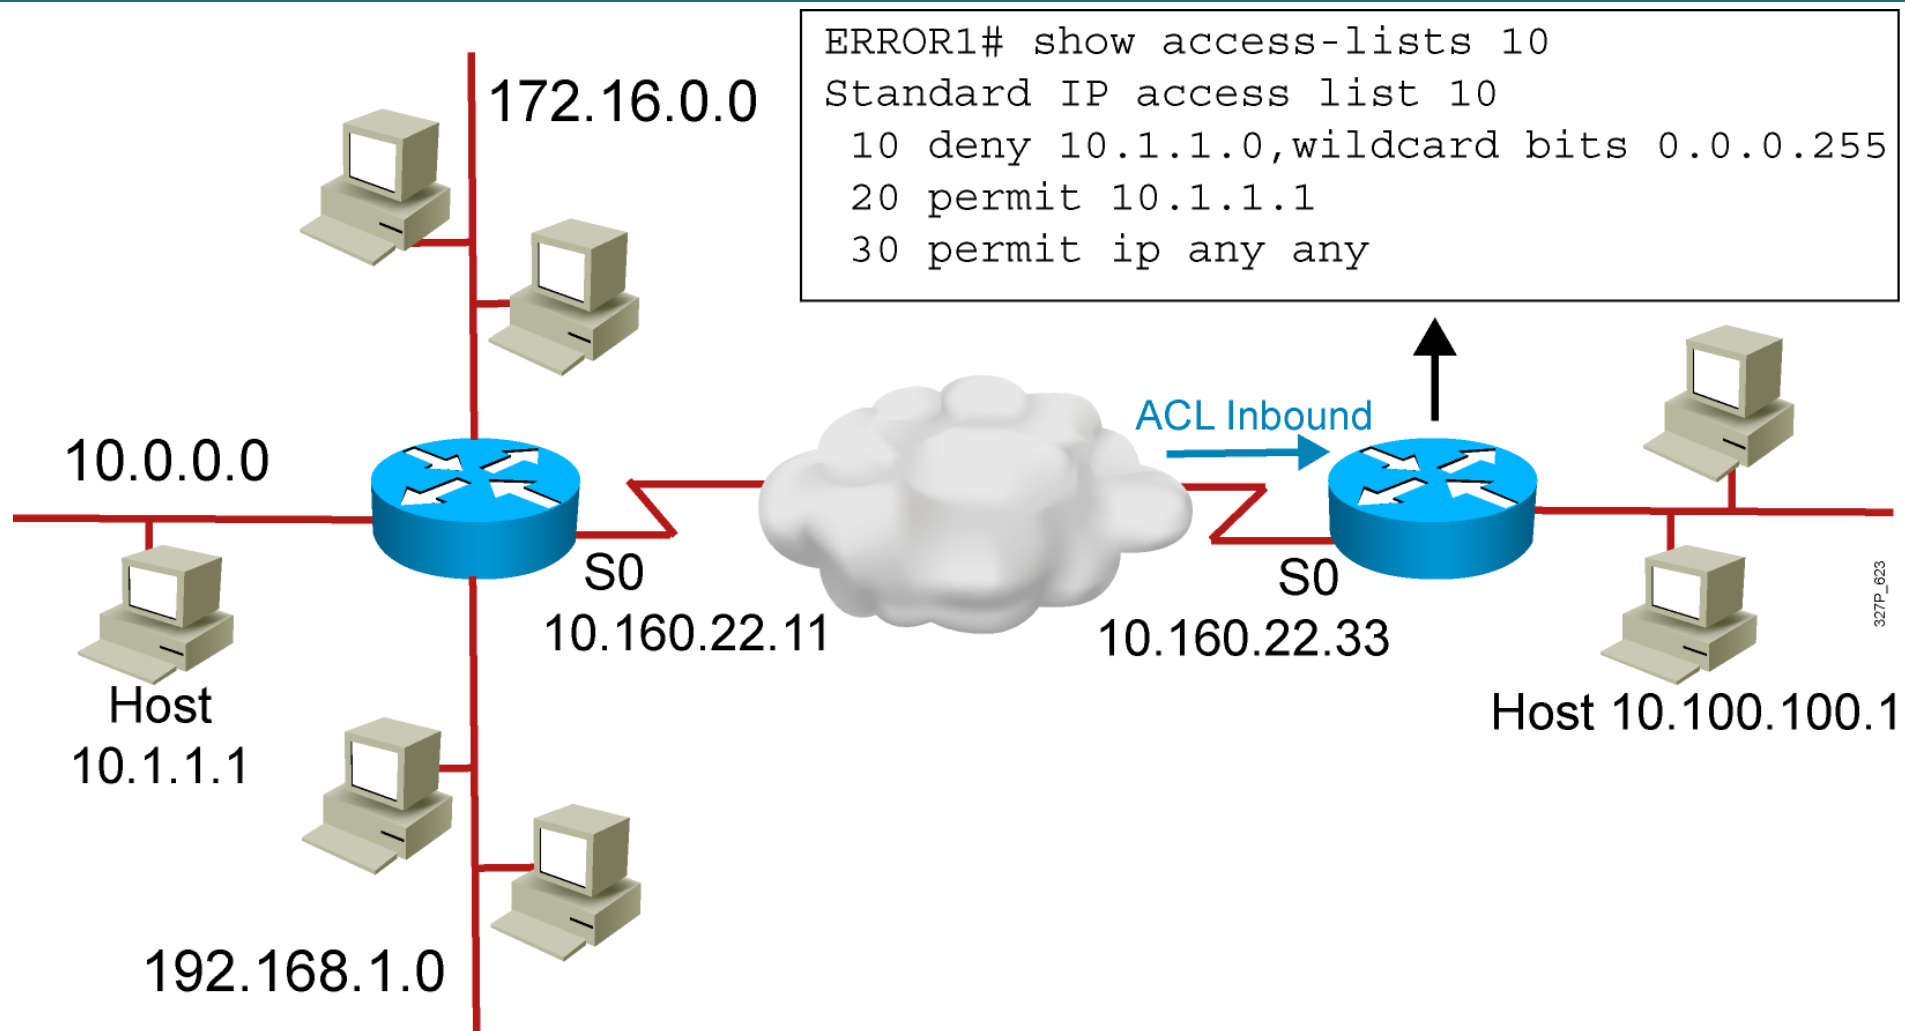 ERROR1# show access-lists 10
Standard IP access list 10
10 deny 10.1.1.0,wildcard bits 0.0.0.255
20 permit 10.1.1.1
30 permit ip any any
172.16.0.0
ACL Inbound
10.0.0.0
S0
10.160.22.11
S0
10.160.22.33
Host
10.1.1.1
Host 10.100.100.1
192.168.1.0
327P_623